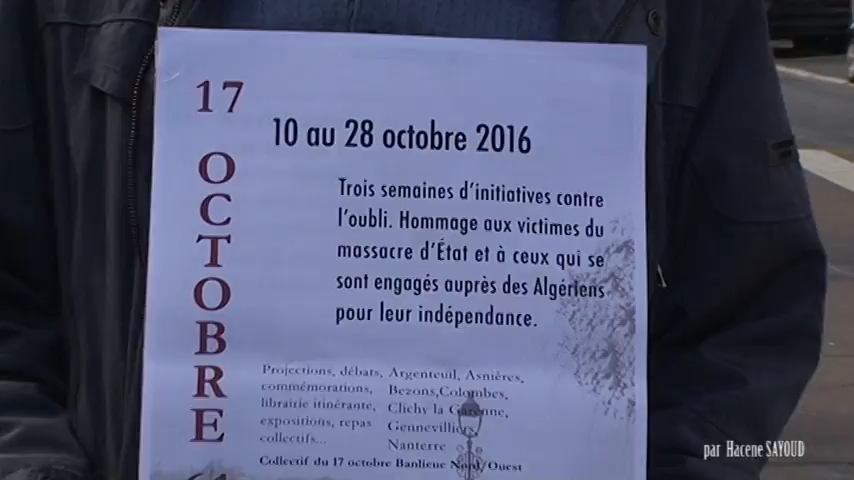 17
OCTOBRE
10 au 28 octobre 2016
Trois semaines d'initiatives contre
l'oubli. Hommage aux victimes du
massacre d'État et à ceux qui se
sont engagés auprès des Algériens
pour leur indépendance.
Projections, débats,
commémorations,
librairie itinérante,
expositions, repas
collectifs...
Argenteuil, Asnières,
Bezons,Colombes,
Clichy la Garenne,
Gennevilliers,
Nanterre
Collectif du 17 octobre Banlieue Nord/Ouest
par Hacene SAYOUD